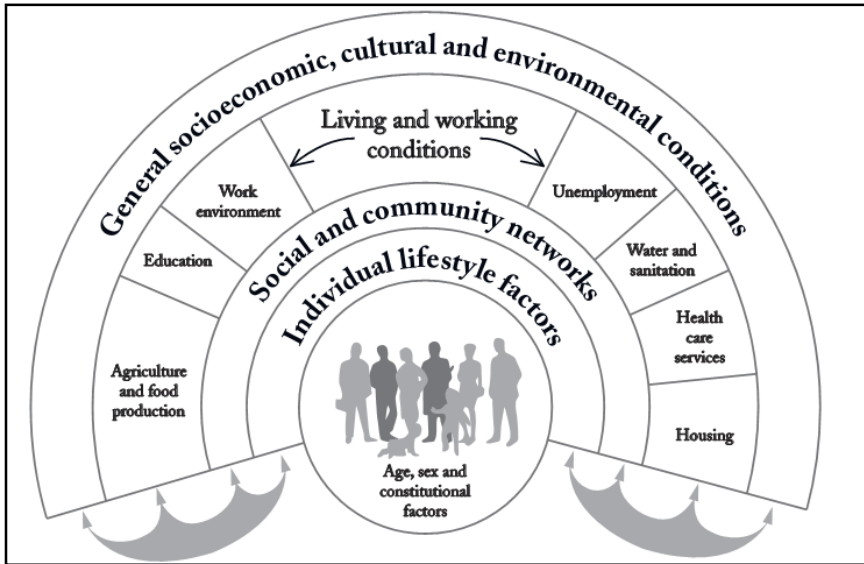 General socioeconomic, cultural and environmental conditions
Living and working
conditions
Work
environment
Unemployment
Education
Water and
sanitation
Social and community networks
Individual lifestyle factors
Agriculture
and food
production
Health
care
services
Housing
Age, sex and
constitutional
factors